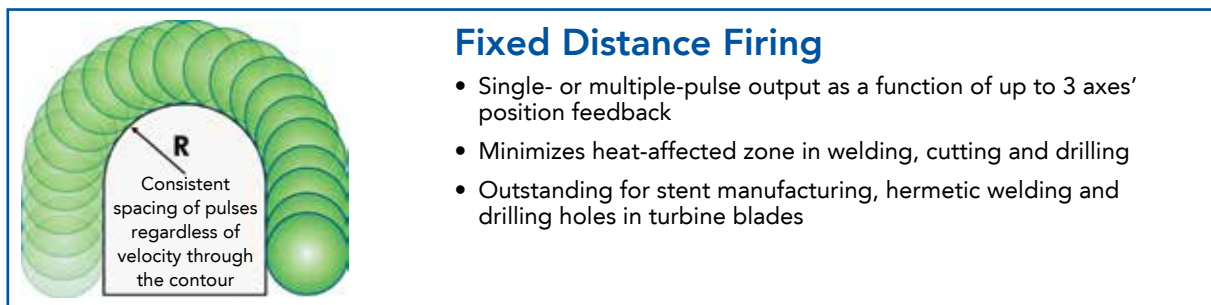 R
Consistent
spacing of pulses
regardless of
velocity through
the contour
Fixed Distance Firing
• Single- or multiple-pulse output as a function of up to 3 axes'
position feedback
• Minimizes heat-affected zone in welding, cutting and drilling
• Outstanding for stent manufacturing, hermetic welding and
drilling holes in turbine blades